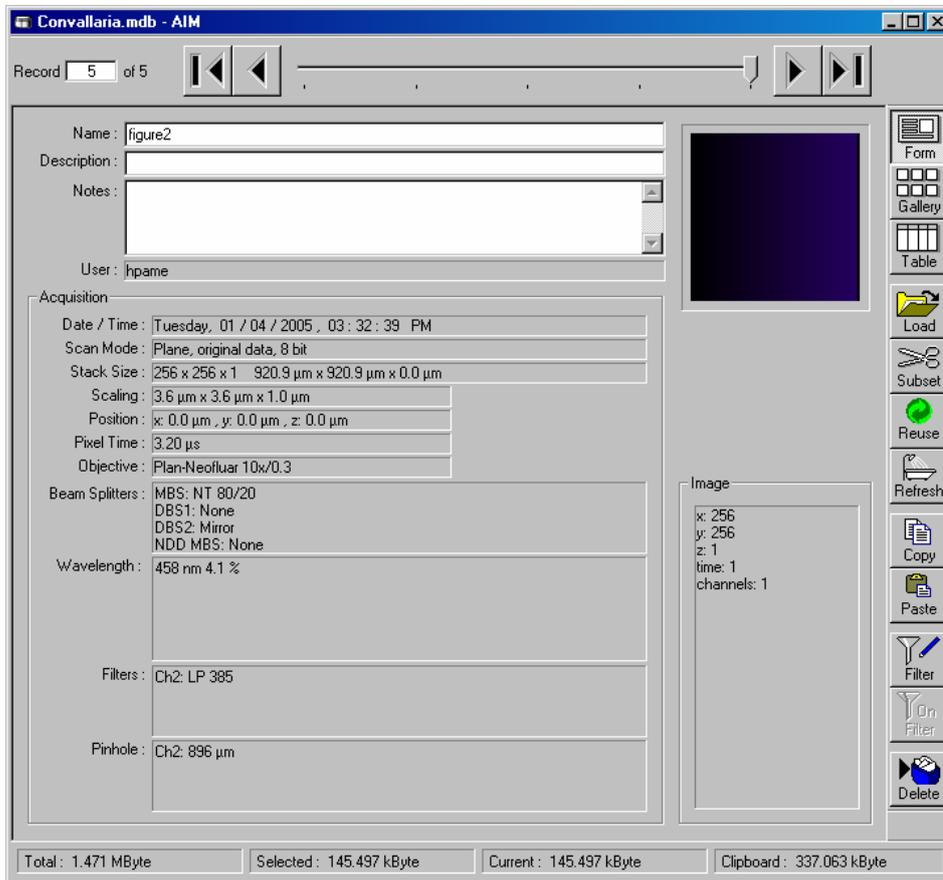 Convallaria.mdb - AIM
Record 5 of 5
Name : figure2
Description :
Notes :
User : hpame
Acquisition
Date / Time : Tuesday, 01 / 04 / 2005 , 03 : 32 : 39 PM
Scan Mode : Plane, original data, 8 bit
Stack Size : 256 x 256 x 1 920.9 µm x 920.9 µm x 0.0 µm
Scaling : 3.6 µm x 3.6 µm x 1.0 µm
Position : x: 0.0 µm , y: 0.0 µm , z: 0.0 µm
Pixel Time : 3.20 µs
Objective : Plan-Neofluar 10x/0.3
Beam Splitters : MBS: NT 80/20
DBS1: None
DBS2: Mirror
NDD MBS: None
Wavelength : 458 nm 4.1 %
Filters : Ch2: LP 385
Pinhole : Ch2: 896 µm
Image
x: 256
y: 256
z: 1
time: 1
channels: 1
Form
Gallery
Table
Load
Subset
Reuse
Refresh
Copy
Paste
Filter
On
Filter
Delete
Total : 1.471 MByte
Selected : 145.497 kByte
Current : 145.497 kByte
Clipboard : 337.063 kByte